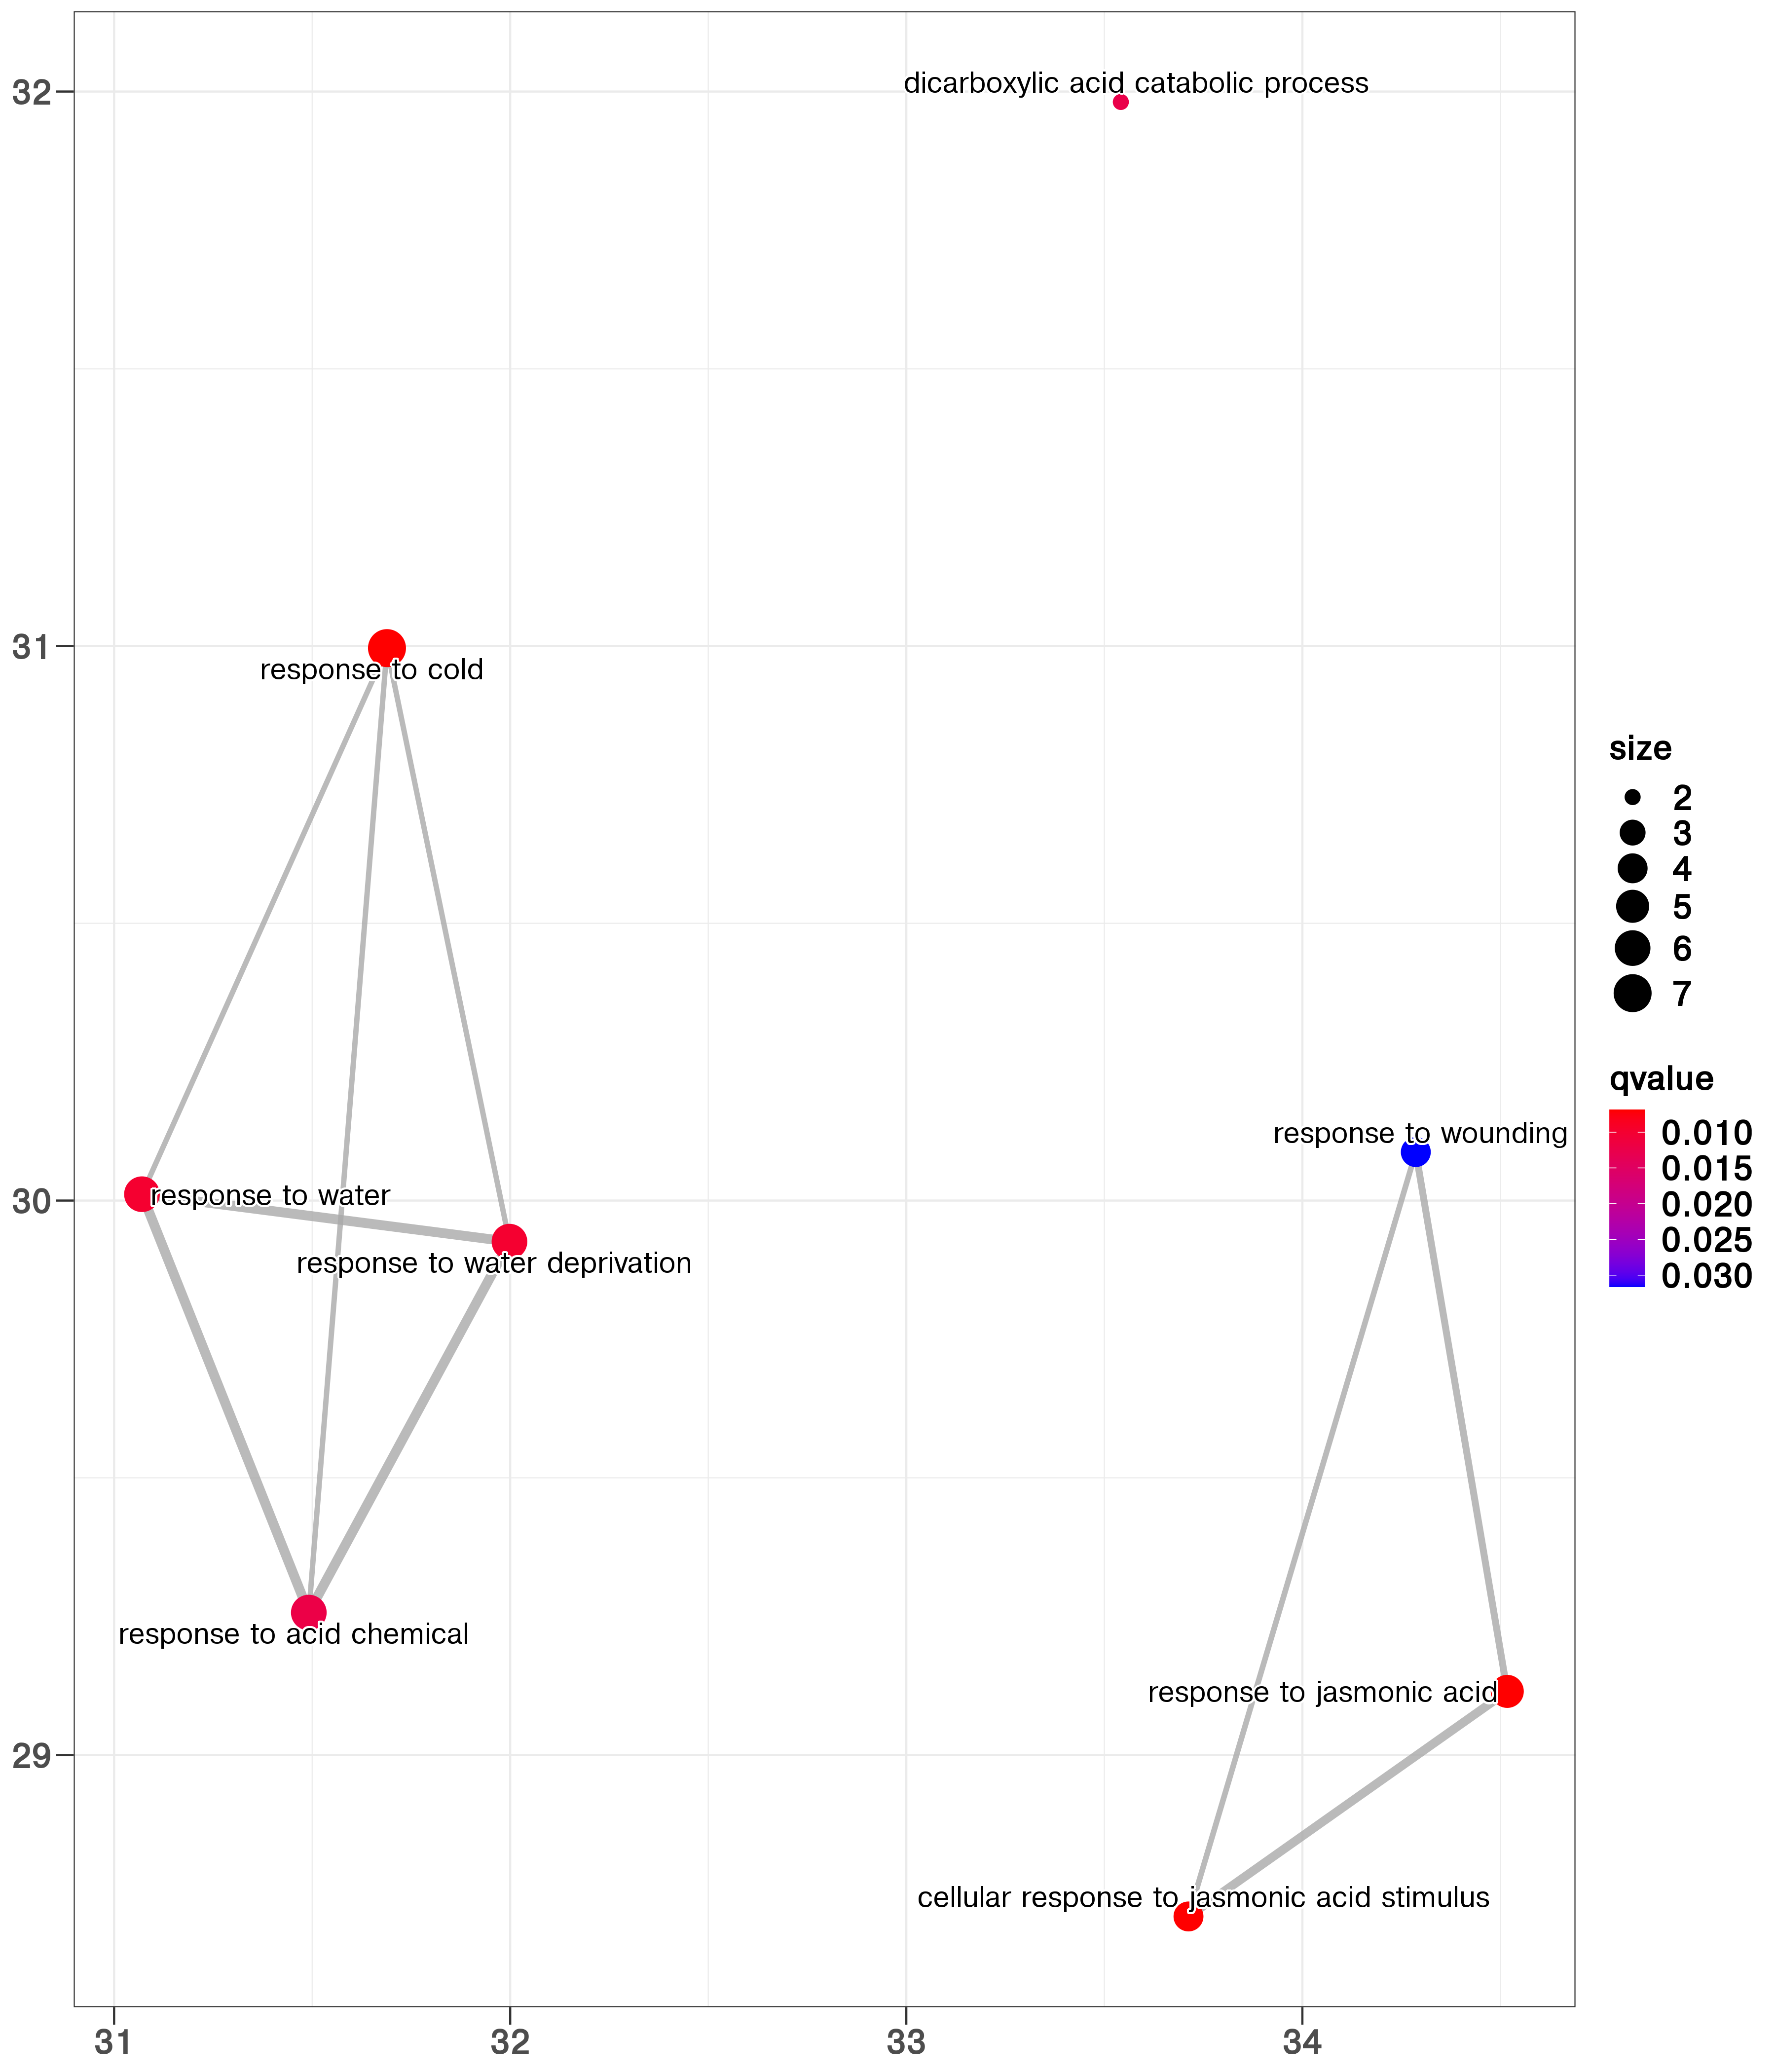 dicarboxylic acid catabolic process
response to cold
response to water
response to water deprivation
response to acid chemical
response to wounding
response to jasmonic acid
cellular response to jasmonic acid stimulus
32
31
30
29
31
32
33
34
size
2
3
4
5
6
7
qvalue
0.010
0.015
0.020
0.025
0.030